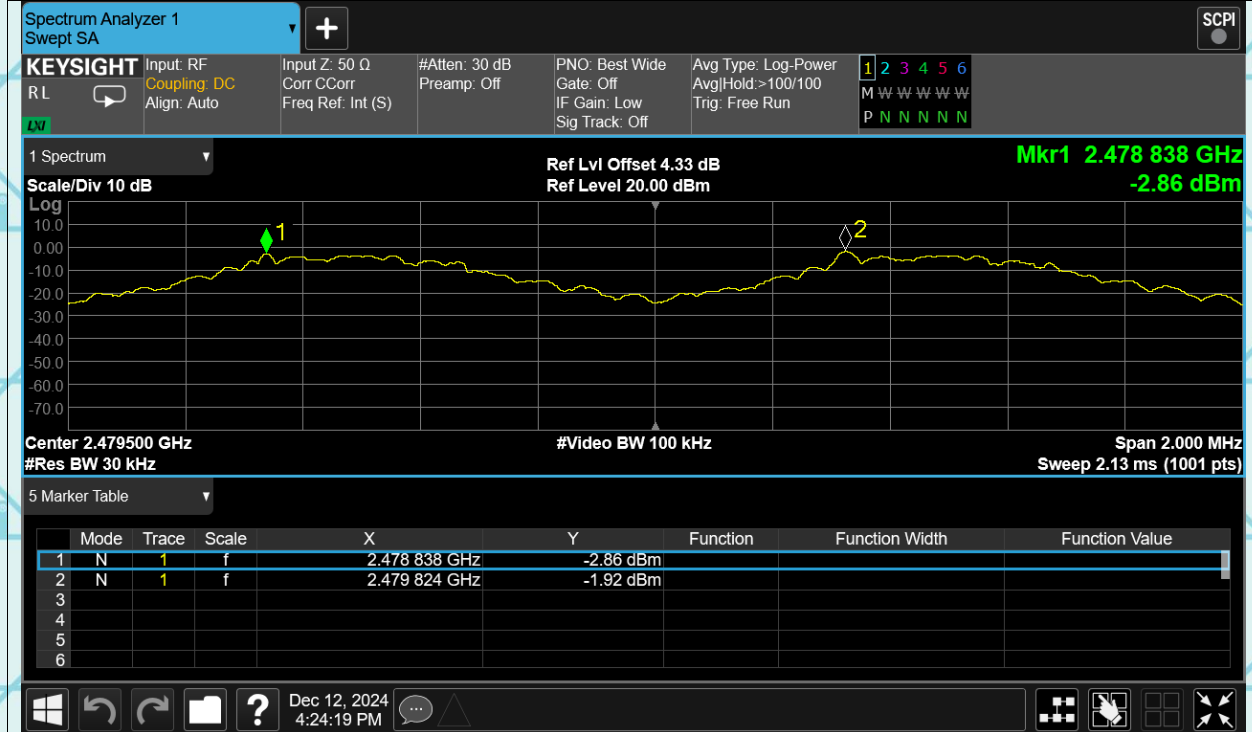 Spectrum Analyzer 1
Swept SA
SCPI
KEYSIGHT
R L
LXI
Input: RF
Coupling: DC
Align: Auto
Input Z: 50 Ω
Corr CCorr
Freq Ref: Int (S)
#Atten: 30 dB
Preamp: Off
PNO: Best Wide
Gate: Off
IF Gain: Low
Sig Track: Off
Avg Type: Log-Power
Avg|Hold:>100/100
Trig: Free Run
1 2 3 4 5 6
M W W W W W
P N N N N N
1 Spectrum
Scale/Div 10 dB
Ref Lvl Offset 4.33 dB
Ref Level 20.00 dBm
Mkr1 2.478 838 GHz
-2.86 dBm
Log
10.0
0.00
-10.0
-20.0
-30.0
-40.0
-50.0
-60.0
-70.0
1
2
Center 2.479500 GHz
#Video BW 100 kHz
Span 2.000 MHz
#Res BW 30 kHz
Sweep 2.13 ms (1001 pts)
5 Marker Table
Mode Trace Scale X Y Function Function Width Function Value
1 N 1 f 2.478 838 GHz -2.86 dBm
2 N 1 f 2.479 824 GHz -1.92 dBm
3
4
5
6
?
Dec 12, 2024
4:24:19 PM